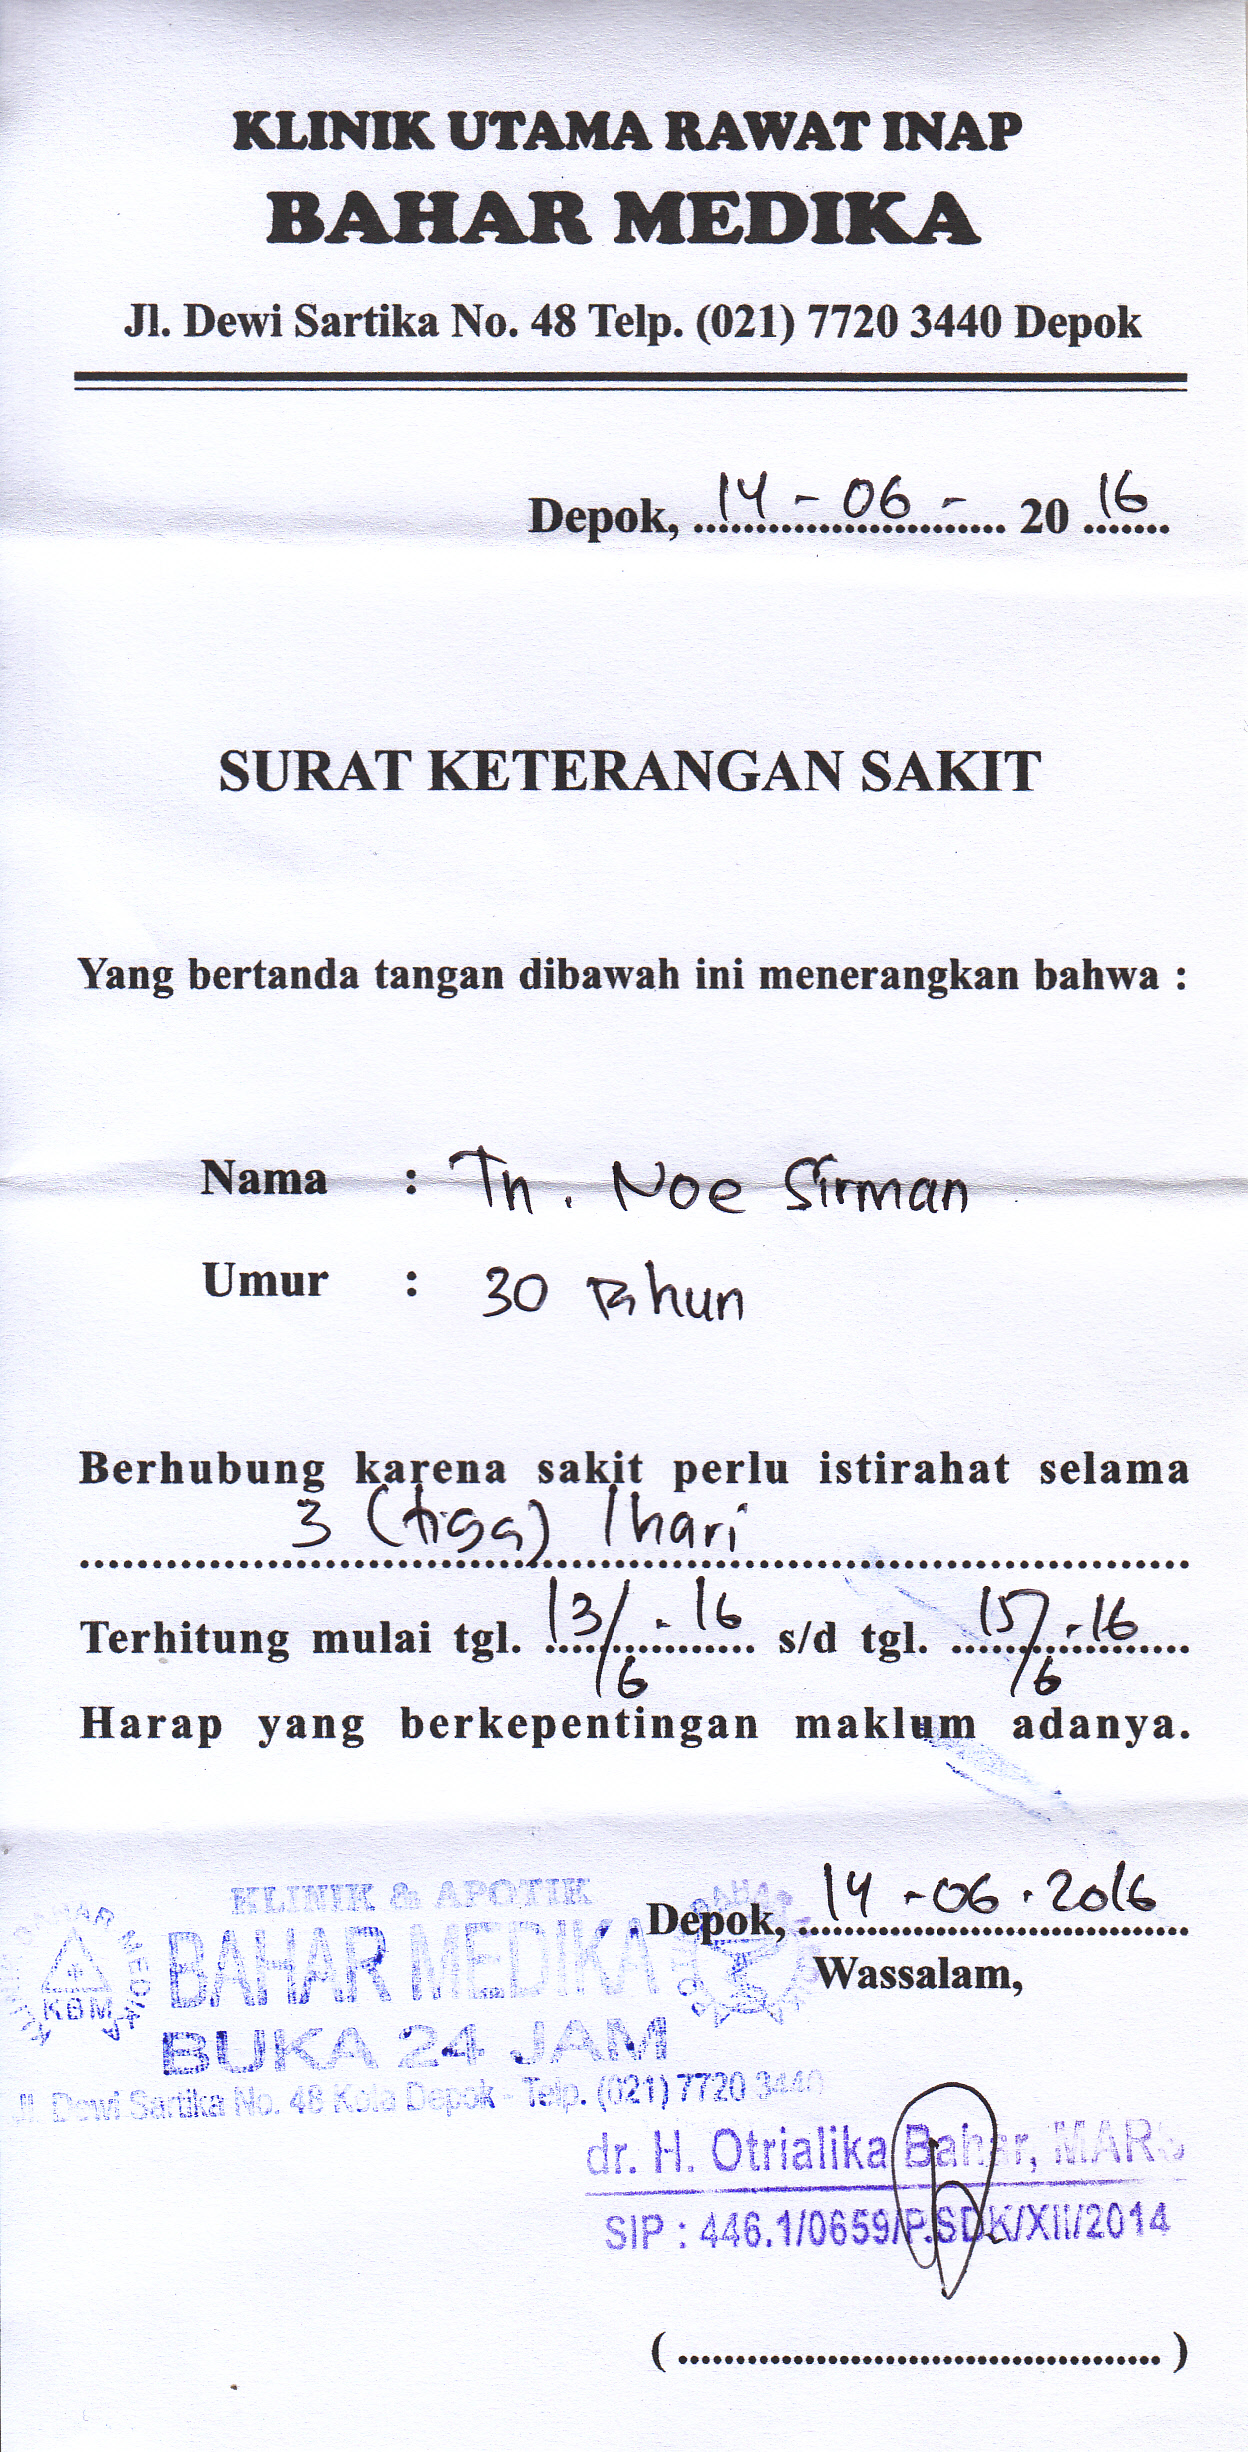 KLINIK UTAMA RAWAT INAP
BAHAR MEDIKA
Jl. Dewi Sartika No. 48 Telp. (021) 7720 3440 Depok
Depok, 14 - 06 - 20 16
SURAT KETERANGAN SAKIT
Yang bertanda tangan dibawah ini menerangkan bahwa :
Nama : Tn. Noe Sirman
Umur : 30 Tahun
Berhubung karena sakit perlu istirahat selama
3 (tiga) hari
Terhitung mulai tgl. 13/6 - 16 s/d tgl. 15/6 - 16
Harap yang berkepentingan maklum adanya.
Depok, 14 - 06 - 2016
Wassalam,
KLINIK & APOTIK
BAHAR MEDIKA
KBM
BUKA 24 JAM
Jl. Dewi Sartika No. 48 Kota Depok - Telp. (021) 7720 3440
dr. H. Otrialika Bahar, MARS
SIP : 446.1/0659/P.SDK/XII/2014
(........................................)